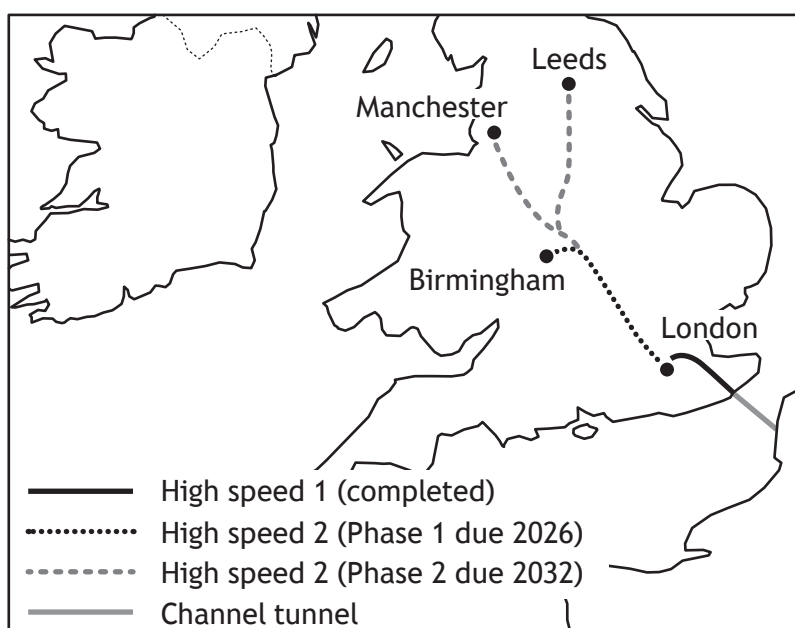 Leeds
Manchester
Birmingham
London
High speed 1 (completed)
High speed 2 (Phase 1 due 2026)
High speed 2 (Phase 2 due 2032)
Channel tunnel